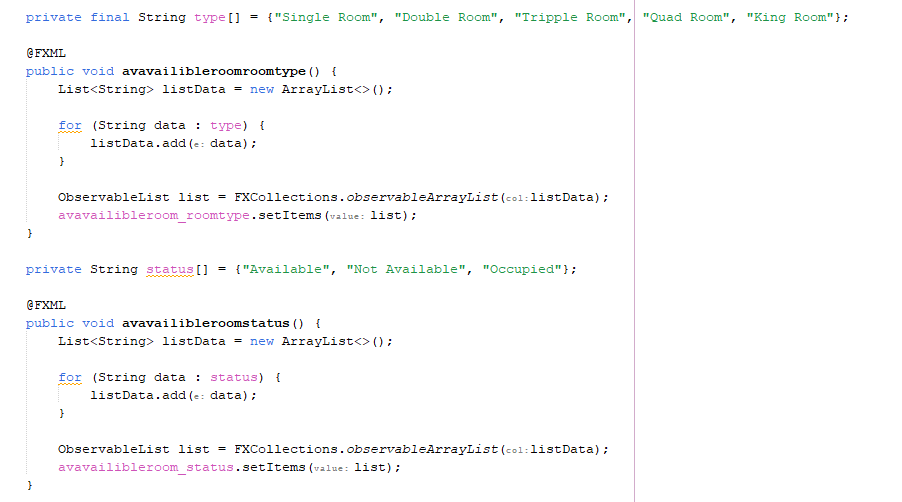 private final String type[] = {"Single Room", "Double Room", "Tripple Room", "Quad Room", "King Room"};
@FXML
public void avavailibleroomroomtype() {
List<String> listData = new ArrayList<>();
for (String data : type) {
listData.add(e: data);
}
ObservableList list = FXCollections.observableArrayList(col:listData);
avavailibleroom_roomtype.setItems(value: list);
}
private String status[] = {"Available", "Not Available", "Occupied"};
@FXML
public void avavailibleroomstatus() {
List<String> listData = new ArrayList<>();
for (String data : status) {
listData.add(e: data);
}
ObservableList list = FXCollections.observableArrayList(col:listData);
avavailibleroom_status.setItems(value: list);
}